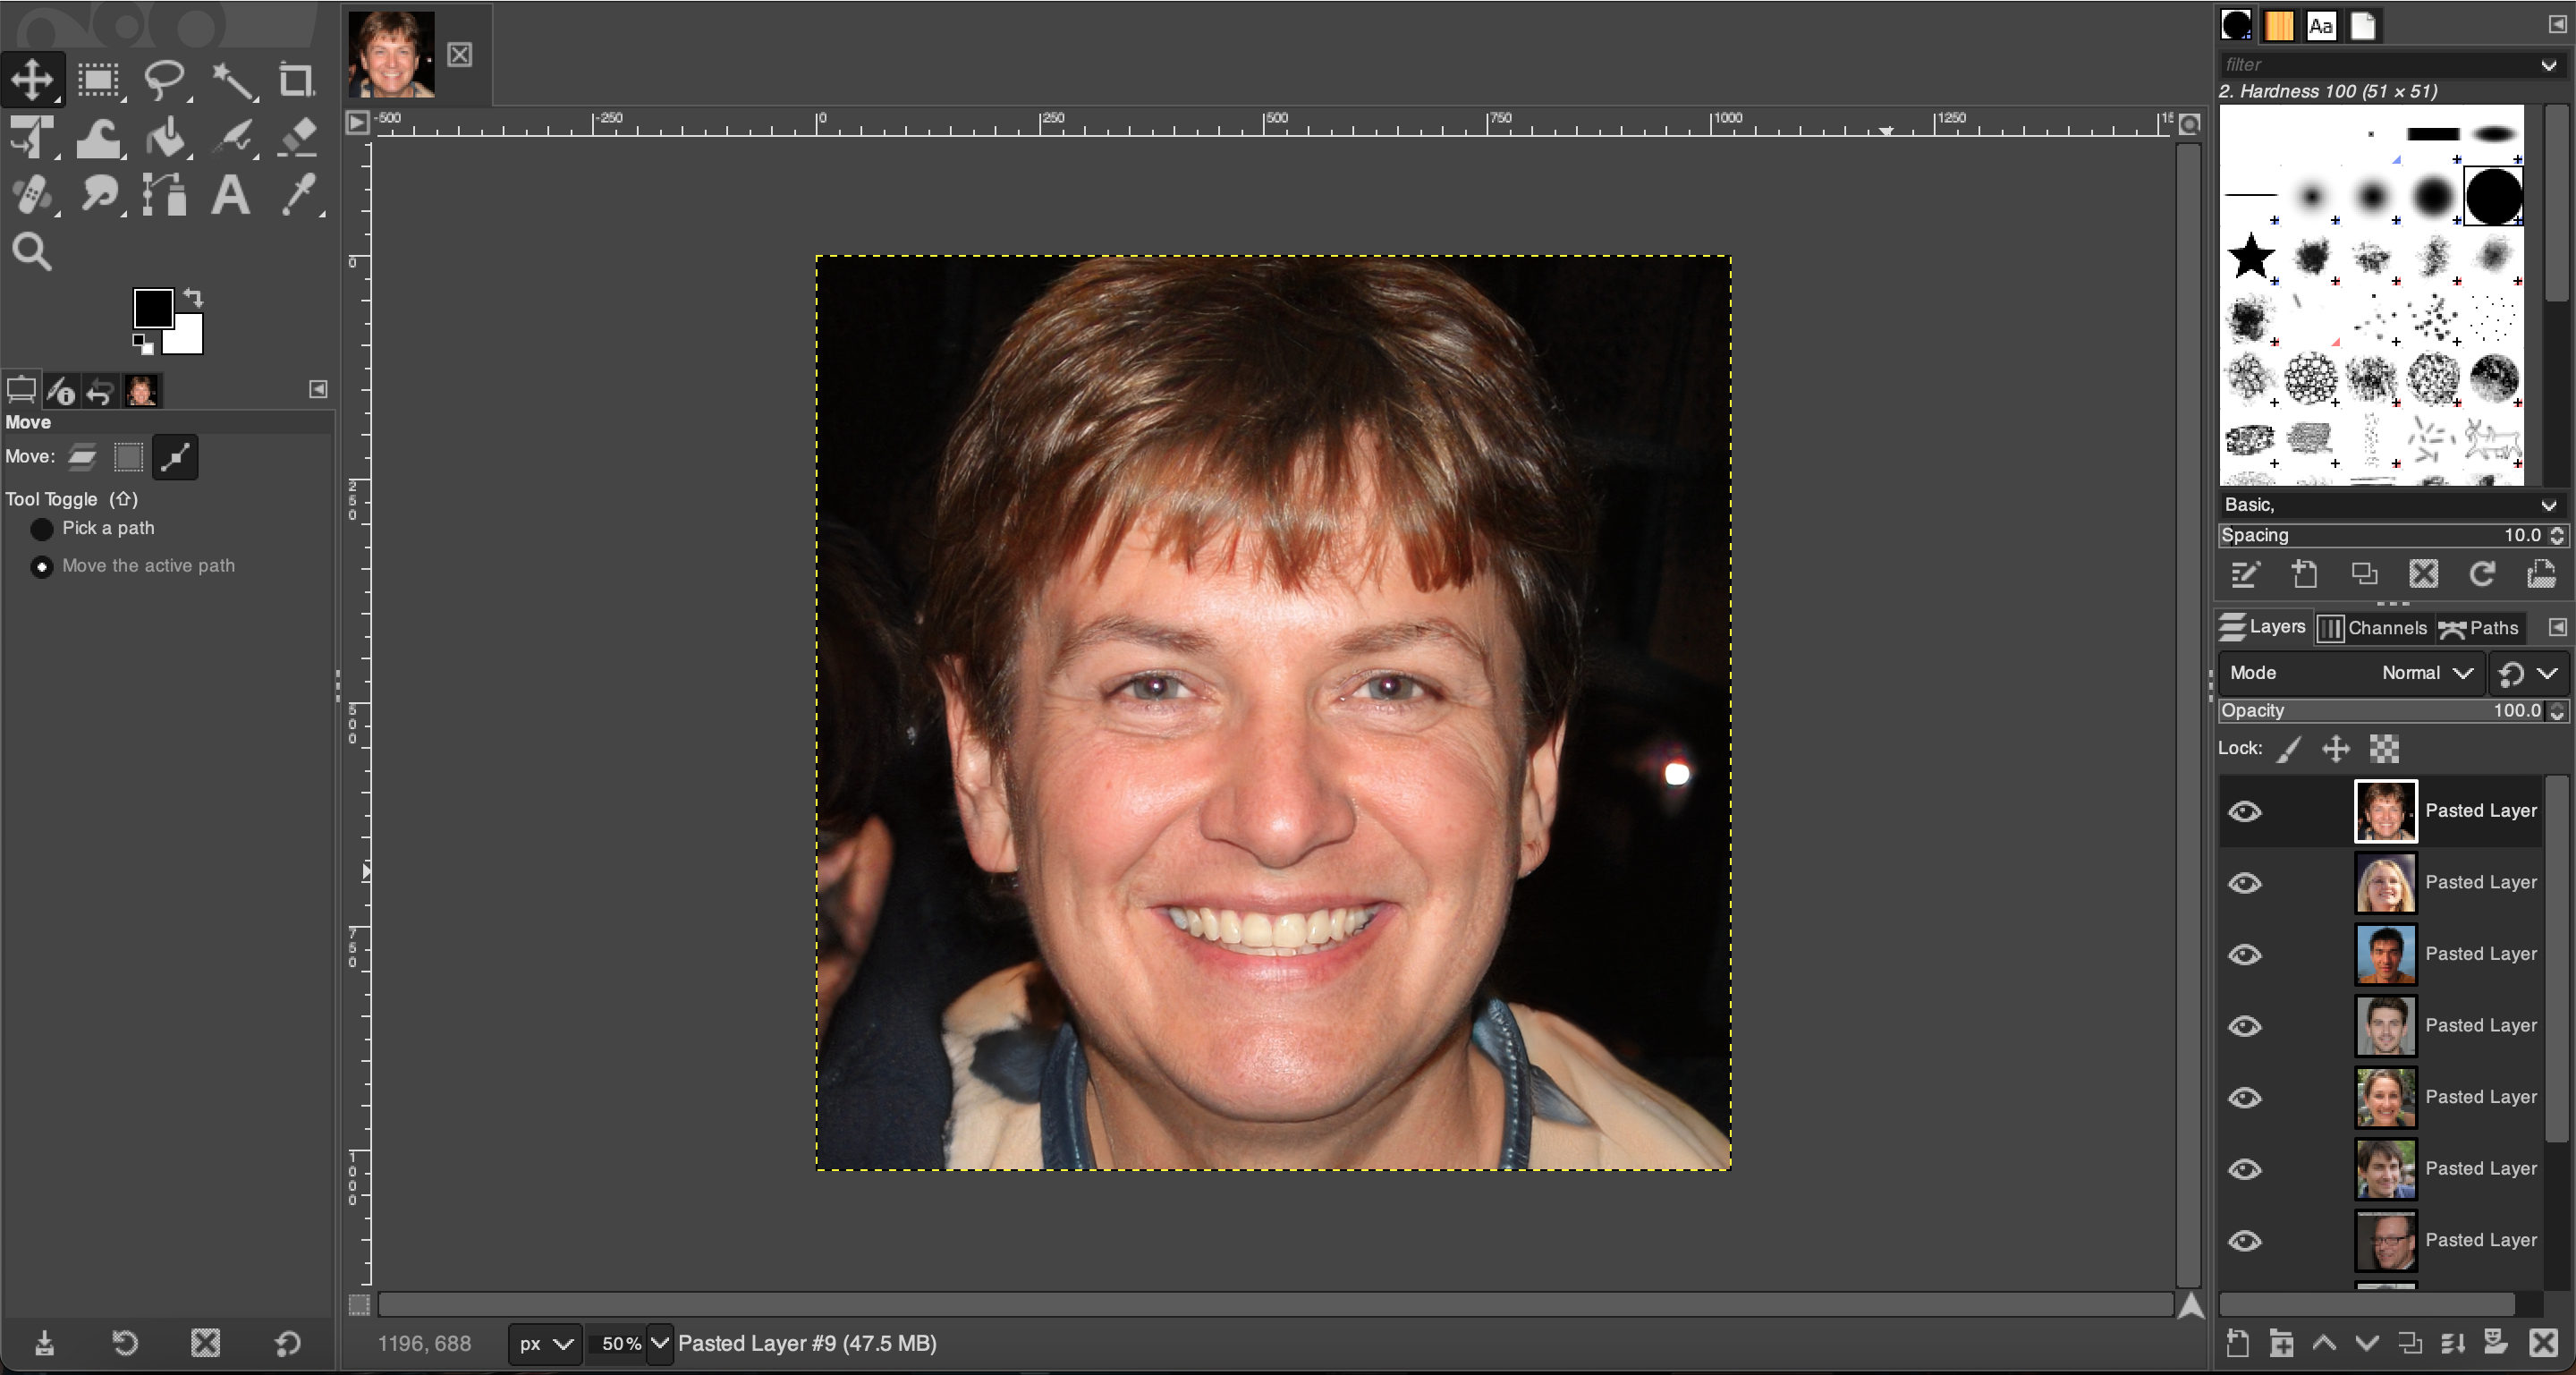 -500
-250
0
250
500
750
1000
1250
Aa
filter
2. Hardness 100 (51 × 51)
Move
Move:
Tool Toggle (⇧)
Pick a path
Move the active path
0
250
500
750
1000
Basic,
Spacing 10.0
Layers Channels Paths
Mode Normal
Opacity 100.0
Lock:
Pasted Layer
Pasted Layer
Pasted Layer
Pasted Layer
Pasted Layer
Pasted Layer
Pasted Layer
1196, 688 px 50% Pasted Layer #9 (47.5 MB)